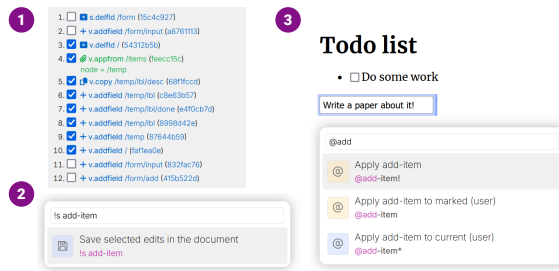 1
1. s.delfld /form (15c4c927)
2. + v.addfield /form/input (a8761113)
3. v.delfld / (54312b5b)
4. v.appfrom /items (feecc15c)
node = /temp
5. v.copy /temp/lbl/desc (68f1fccd)
6. + v.addfield /temp/lbl (c8e63b57)
7. + v.addfield /temp/lbl/done (e4f0cb7d)
8. + v.addfield /temp/lbl (8998d42e)
9. + v.addfield /temp (87644b59)
10. + v.addfield / (faf1ea0e)
11. + v.addfield /form/input (832fac76)
12. + v.addfield /form/add (415b522d)
2
!s add-item
Save selected edits in the document
!s add-item
3
Todo list
• Do some work
Write a paper about it!
@add
@ Apply add-item
@add-item!
@ Apply add-item to marked (user)
@add-item
@ Apply add-item to current (user)
@add-item*